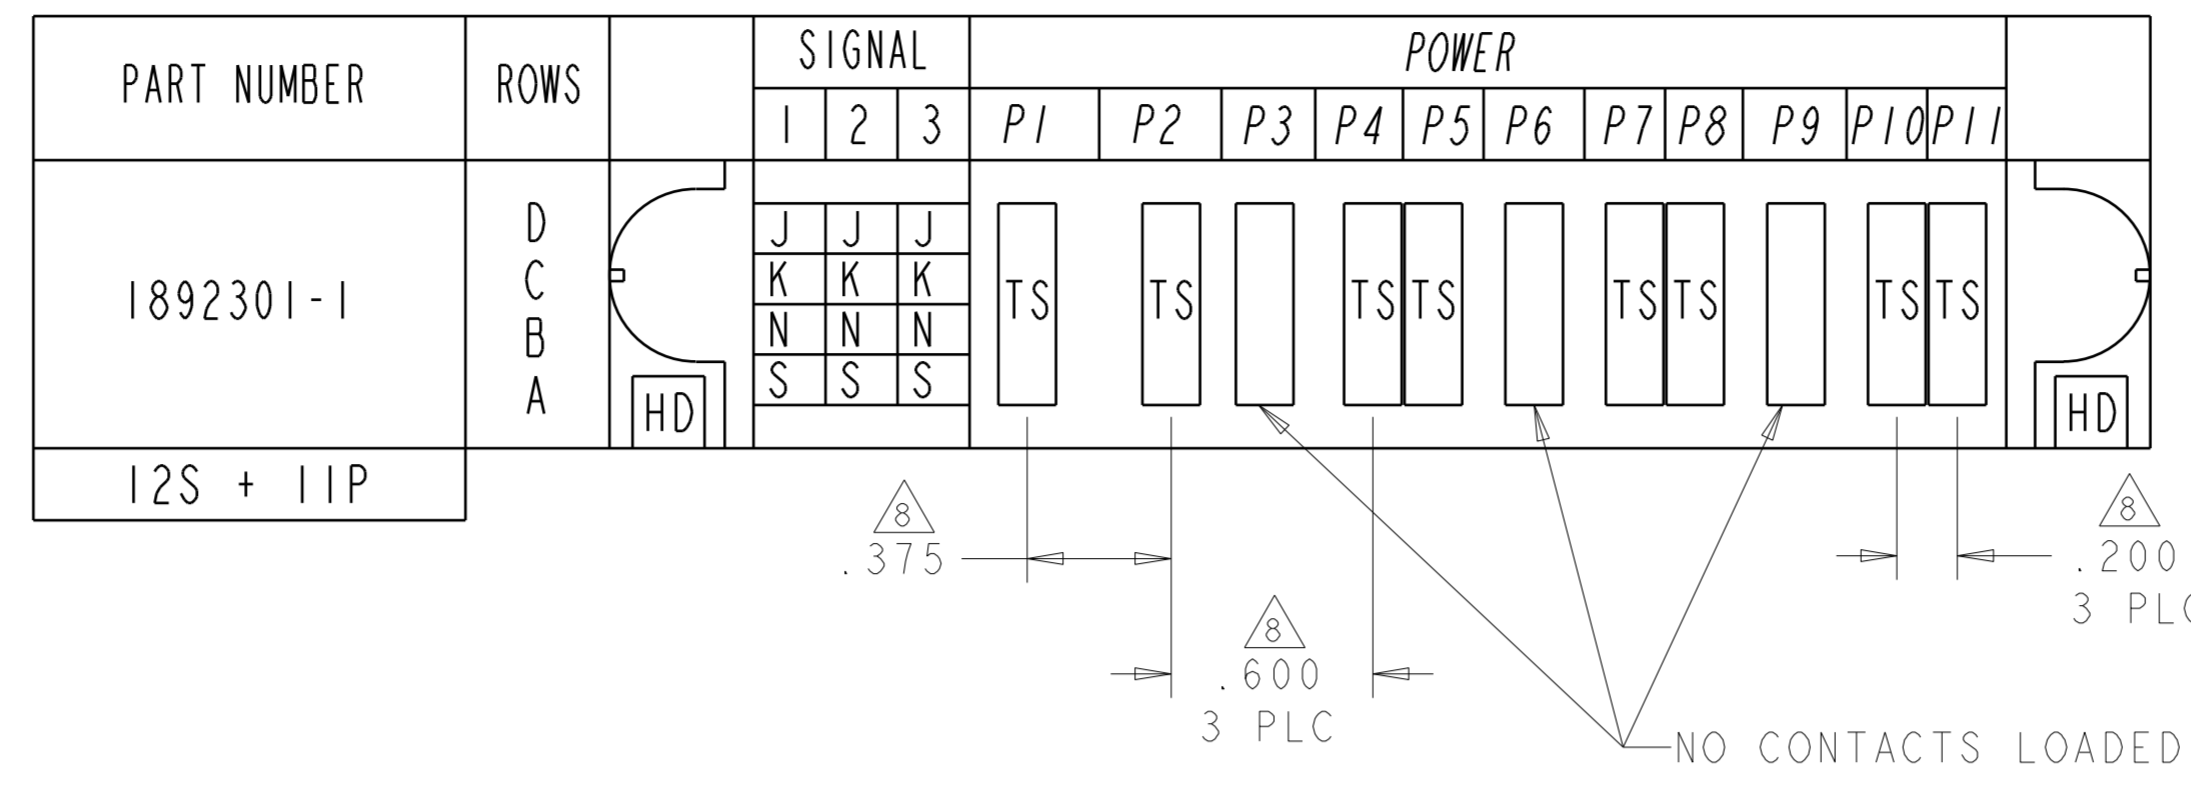 PART NUMBER ROWS SIGNAL POWER
1 2 3 P1 P2 P3 P4 P5 P6 P7 P8 P9 P10 P11
1892301-1
D
C
B
A
J J J
K K K
N N N
S S S
TS TS TS TS TS TS TS TS
HD HD
12S + 11P
8
.375
8
.600
3 PLC
8
.200
3 PLC
NO CONTACTS LOADED